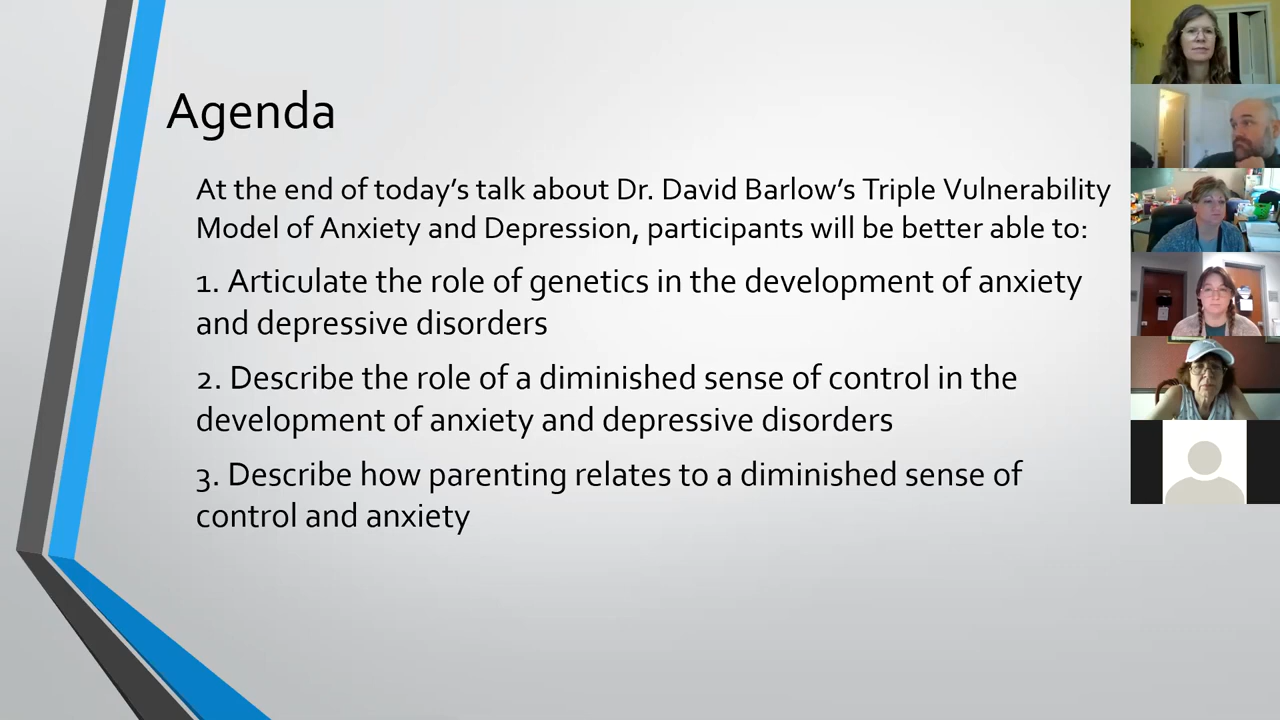 Agenda
At the end of today’s talk about Dr. David Barlow’s Triple Vulnerability
Model of Anxiety and Depression, participants will be better able to:
1. Articulate the role of genetics in the development of anxiety
and depressive disorders
2. Describe the role of a diminished sense of control in the
development of anxiety and depressive disorders
3. Describe how parenting relates to a diminished sense of
control and anxiety